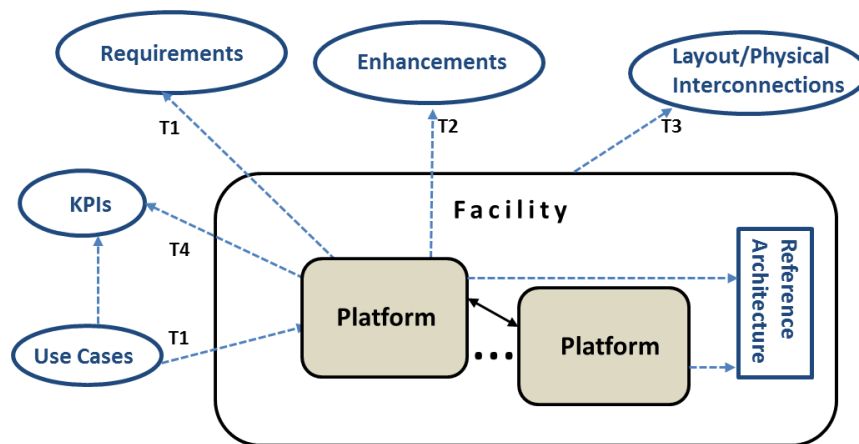 Requirements
Enhancements
Layout/Physical
Interconnections
T1
T2
T3
KPIs
Facility
T4
Reference
Architecture
Platform
Use Cases
T1
...
Platform